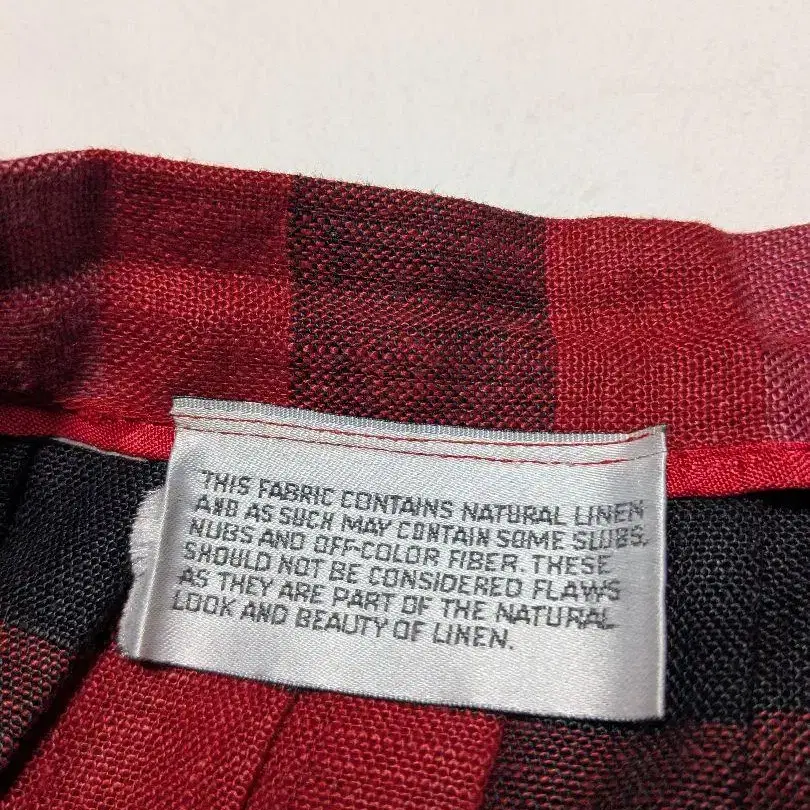 THIS FABRIC CONTAINS NATURAL LINEN
AND AS SUCH MAY CONTAIN SOME SLUBS,
NUBS AND OFF-COLOR FIBER. THESE
SHOULD NOT BE CONSIDERED FLAWS
AS THEY ARE PART OF THE NATURAL
LOOK AND BEAUTY OF LINEN.